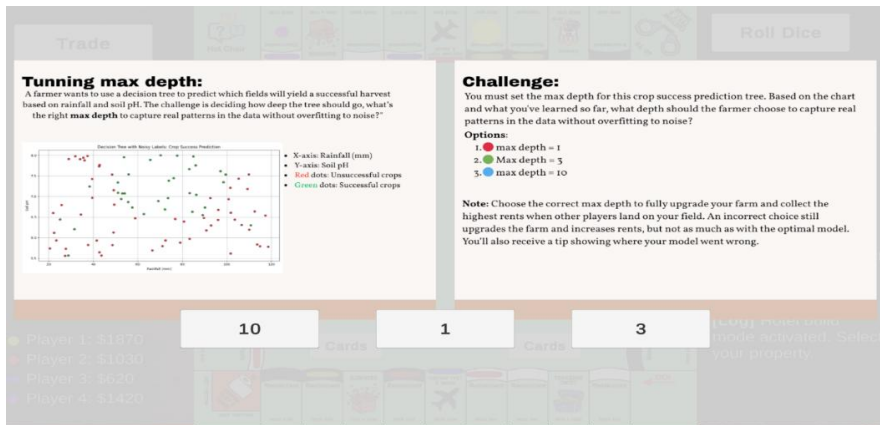 Trade
Roll Dice
Tunning max depth:
A farmer wants to use a decision tree to predict which fields will yield a successful harvest
based on rainfall and soil pH. The challenge is deciding how deep the tree should go, what's
the right max depth to capture real patterns in the data without overfitting to noise?"
Decision Tree with Noisy Labels: Crop Success Prediction
Rainfall (mm)
• X-axis: Rainfall (mm)
• Y-axis: Soil pH
• Red dots: Unsuccessful crops
• Green dots: Successful crops
Challenge:
You must set the max depth for this crop success prediction tree. Based on the chart
and what you've learned so far, what depth should the farmer choose to capture real
patterns in the data without overfitting to noise?
Options:
1. max depth = 1
2. Max depth = 3
3. max depth = 10
Note: Choose the correct max depth to fully upgrade your farm and collect the
highest rents when other players land on your field. An incorrect choice still
upgrades the farm and increases rents, but not as much as with the optimal model.
You'll also receive a tip showing where your model went wrong.
10
1
3
Player 1: $1870
Player 2: $1030
Player 3: $620
Player 4: $1420
Cards
Cards
mode activated. Select
your property